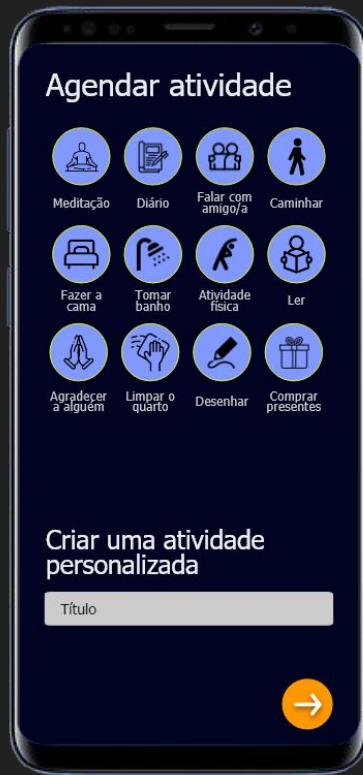 Agendar atividade
Meditação
Diário
Falar com
amigo/a
Caminhar
Fazer a
cama
Tomar
banho
Atividade
física
Ler
Agradeçer
a alguém
Limpar o
quarto
Desenhar
Comprar
presentes
Criar uma atividade
personalizada
Título